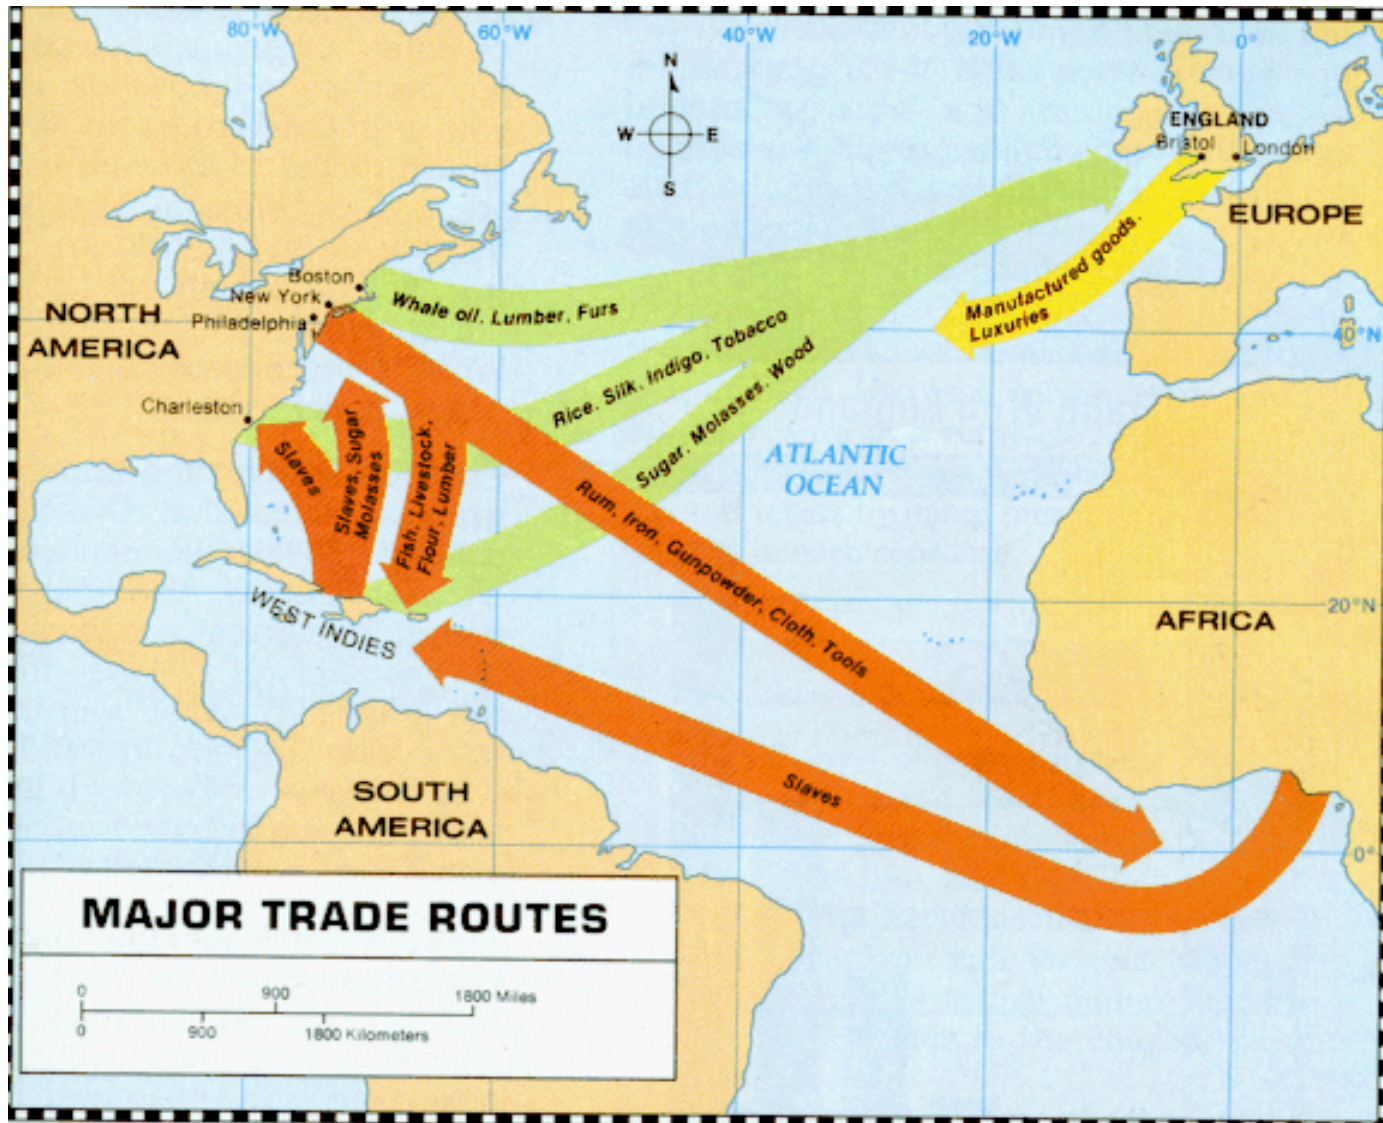 80°W
60°W
40°W
20°W
0°
N
W
E
S
ENGLAND
Bristol
London
EUROPE
Boston
New York
Philadelphia
NORTH
AMERICA
Charleston
Whale oil, Lumber, Furs
Manufactured goods,
Luxuries
40°N
Rice, Silk, Indigo, Tobacco
Sugar, Molasses, Wood
Slaves
Slaves, Sugar,
Molasses
Fish, Livestock,
Flour, Lumber
ATLANTIC
OCEAN
Rum, Iron, Gunpowder, Cloth, Tools
WEST INDIES
20°N
AFRICA
Slaves
SOUTH
AMERICA
0°
MAJOR TRADE ROUTES
0 900 1800 Miles
0 900 1800 Kilometers